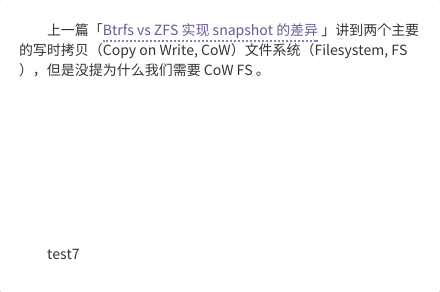 上一篇「Btrfs vs ZFS 实现 snapshot 的差异 」讲到两个主要
的写时拷贝（Copy on Write, CoW）文件系统（Filesystem, FS
），但是没提为什么我们需要 CoW FS 。
test7